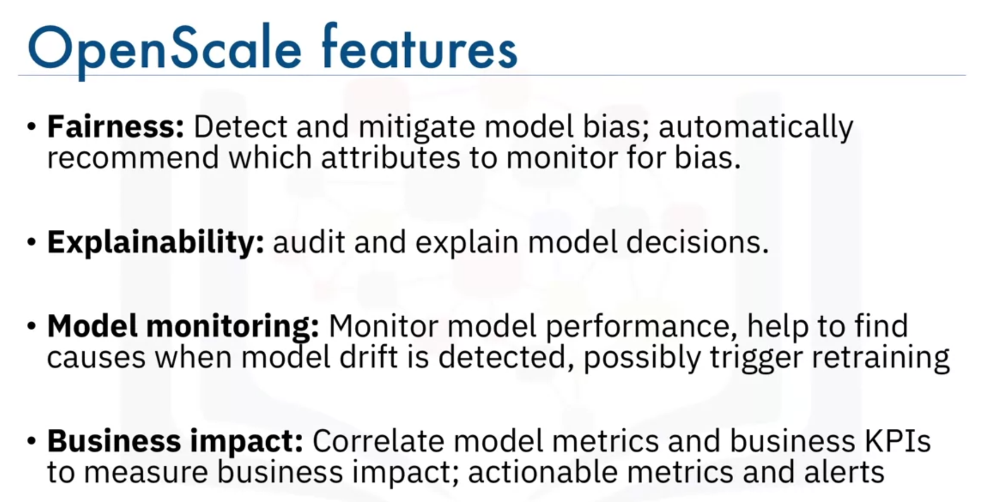 OpenScale features
• Fairness: Detect and mitigate model bias; automatically
recommend which attributes to monitor for bias.
• Explainability: audit and explain model decisions.
• Model monitoring: Monitor model performance, help to find
causes when model drift is detected, possibly trigger retraining
• Business impact: Correlate model metrics and business KPIs
to measure business impact; actionable metrics and alerts